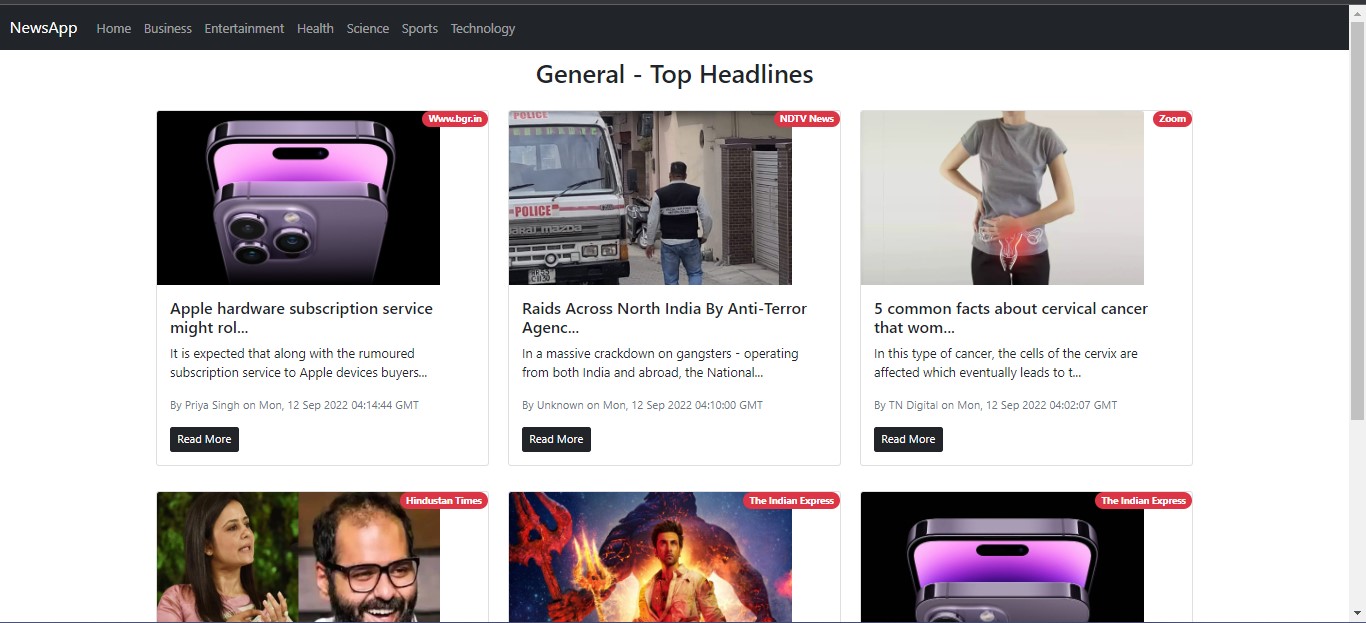 NewsApp Home Business Entertainment Health Science Sports Technology
General - Top Headlines
Www.bgr.in
Apple hardware subscription service
might rol...
It is expected that along with the rumoured
subscription service to Apple devices buyers...
By Priya Singh on Mon, 12 Sep 2022 04:14:44 GMT
Read More
NDTV News
POLICE
POLICE
Raids Across North India By Anti-Terror
Agenc...
In a massive crackdown on gangsters - operating
from both India and abroad, the National...
By Unknown on Mon, 12 Sep 2022 04:10:00 GMT
Read More
Zoom
5 common facts about cervical cancer
that wom...
In this type of cancer, the cells of the cervix are
affected which eventually leads to t...
By TN Digital on Mon, 12 Sep 2022 04:02:07 GMT
Read More
Hindustan Times
The Indian Express
The Indian Express